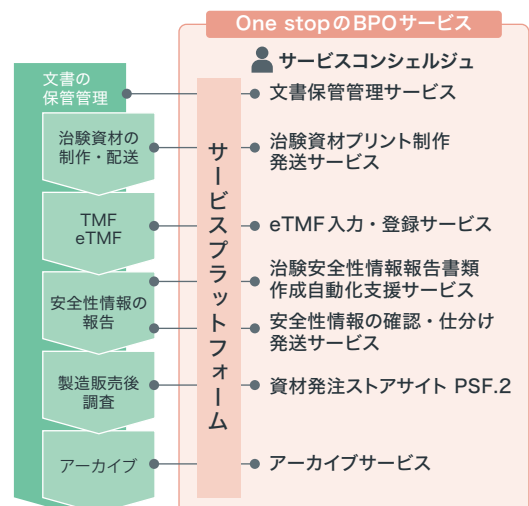 One stopのBPOサービス
サービスコンシェルジュ
文書の
保管管理
文書保管管理サービス
治験資材の
制作・配送
治験資材プリント制作
発送サービス
TMF
eTMF
eTMF入力・登録サービス
安全性情報の
報告
治験安全性情報報告書類
作成自動化支援サービス
安全性情報の確認・仕分け
発送サービス
製造販売後
調査
資材発注ストアサイト PSF.2
アーカイブ
アーカイブサービス
サービスプラットフォーム